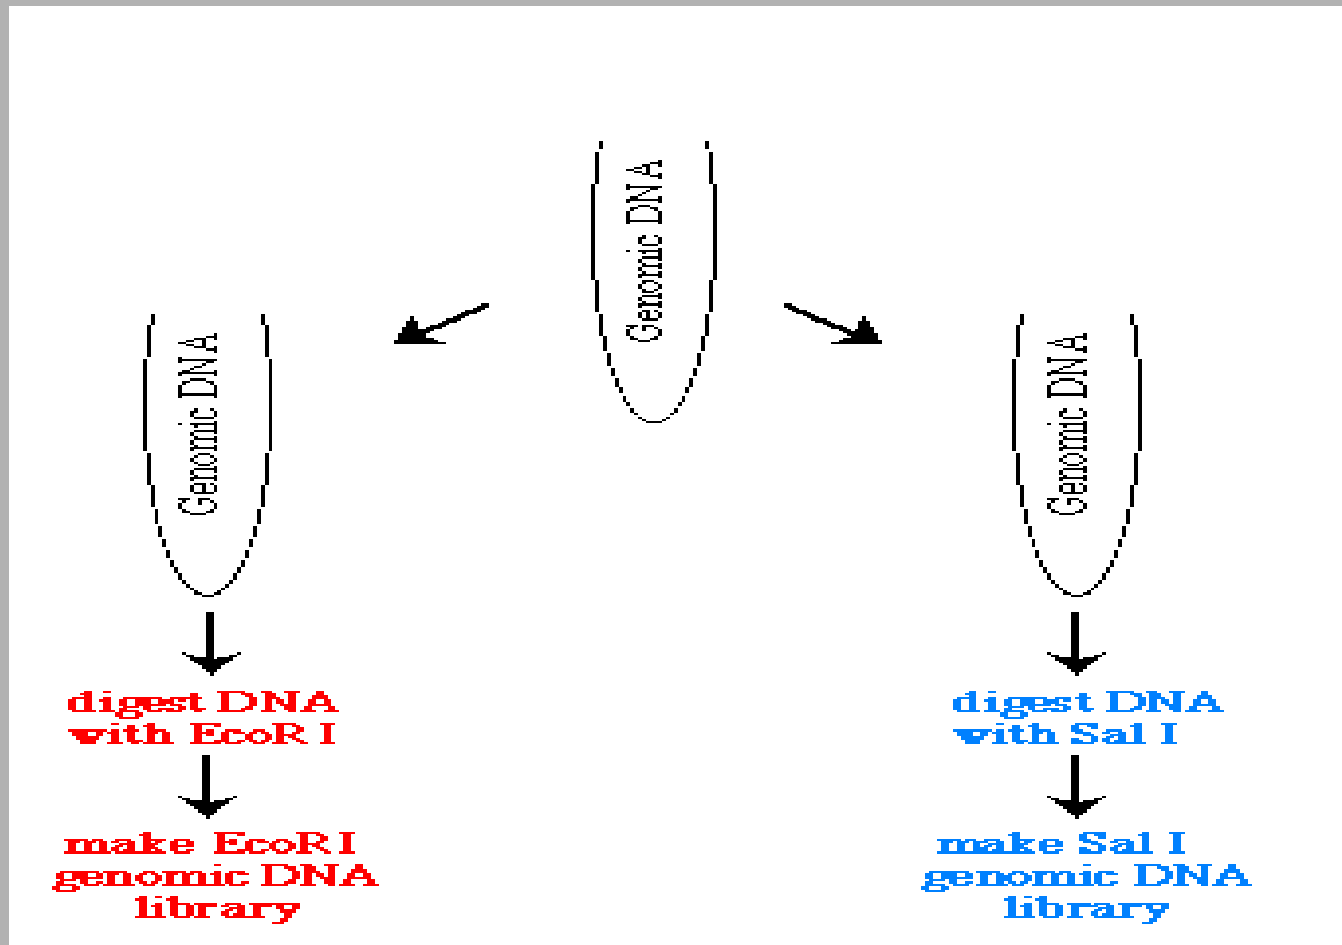 Genomic DNA
Genomic DNA
Genomic DNA
digest DNA
with EcoR I
make EcoR I
genomic DNA
library
digest DNA
with Sal I
make Sal I
genomic DNA
library